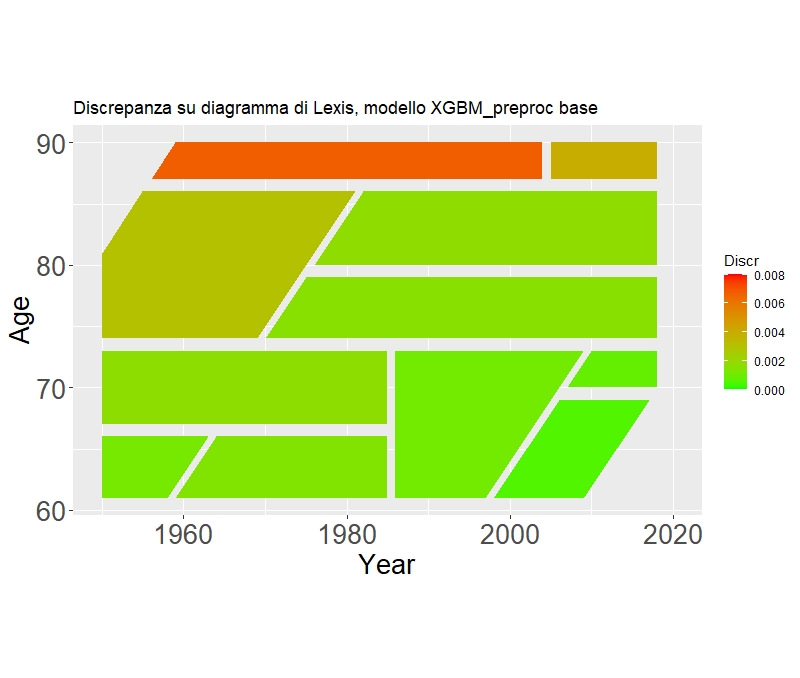 Discrepanza su diagramma di Lexis, modello XGBM_preproc base
90
80
70
60
Age
1960 1980 2000 2020
Year
Discr
0.008
0.006
0.004
0.002
0.000